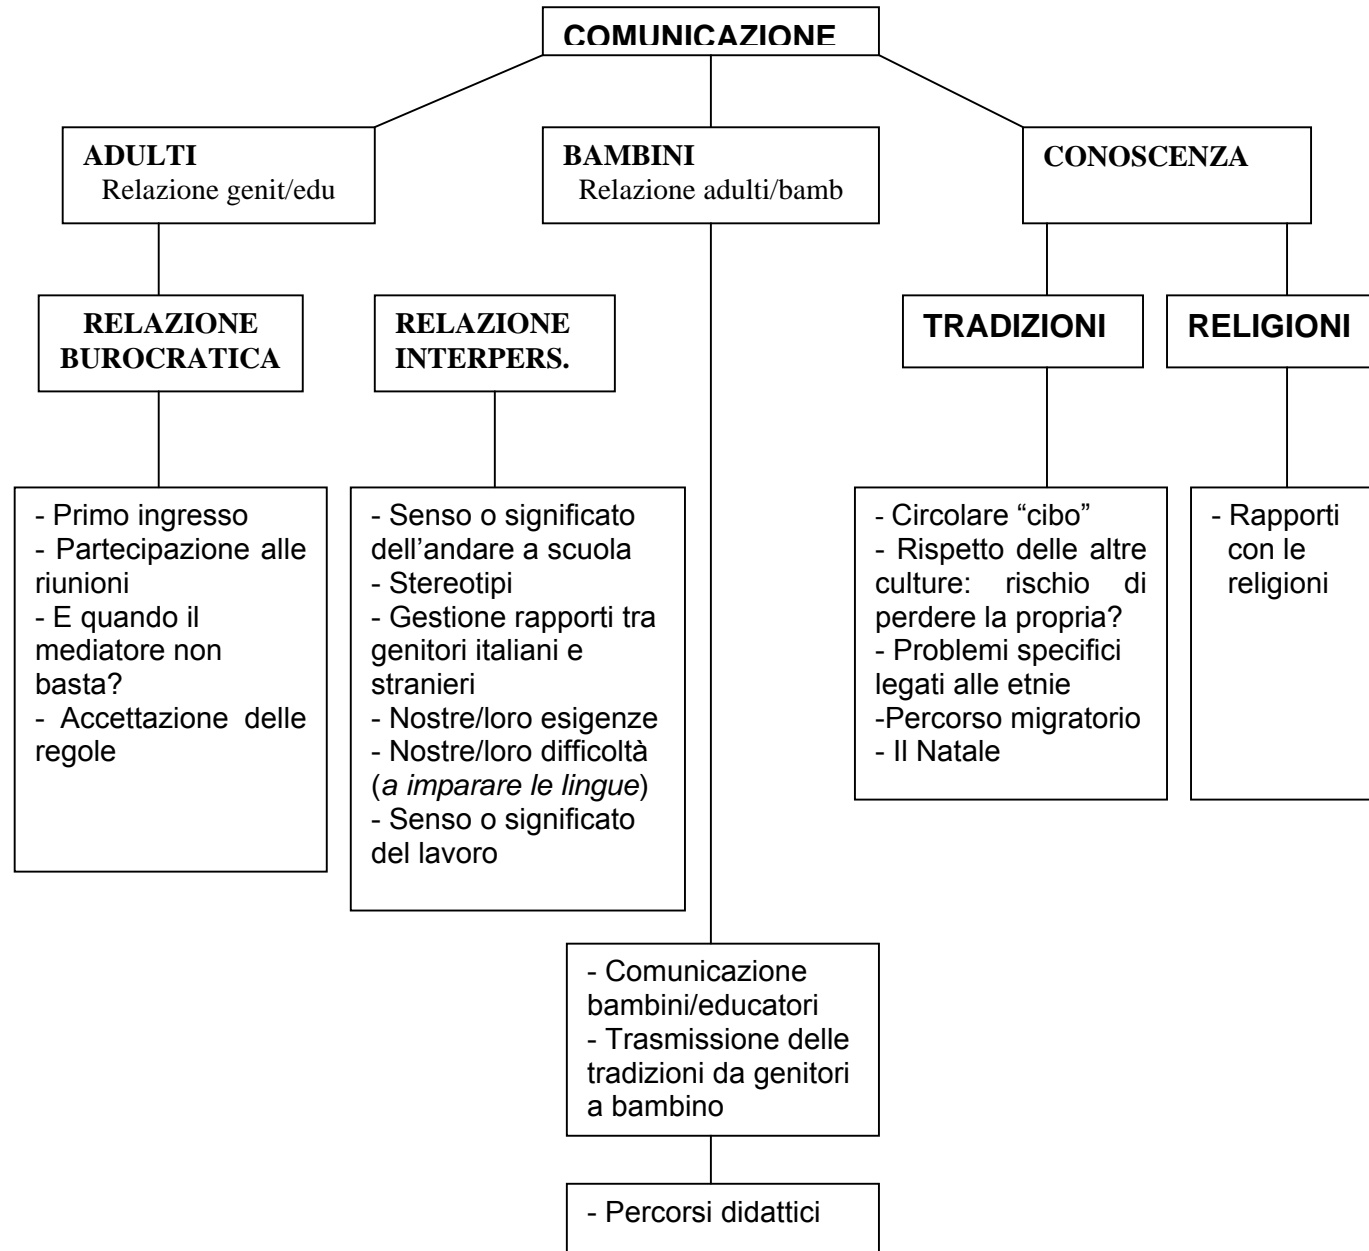 COMUNICAZIONE
ADULTI
Relazione genit/edu
BAMBINI
Relazione adulti/bamb
CONOSCENZA
RELAZIONE
BUROCRATICA
RELAZIONE
INTERPERS.
TRADIZIONI
RELIGIONI
- Primo ingresso
- Partecipazione alle
riunioni
- E quando il
mediatore non
basta?
- Accettazione delle
regole
- Senso o significato
dell’andare a scuola
- Stereotipi
- Gestione rapporti tra
genitori italiani e
stranieri
- Nostre/loro esigenze
- Nostre/loro difficoltà
(a imparare le lingue)
- Senso o significato
del lavoro
- Circolare “cibo”
- Rispetto delle altre
culture: rischio di
perdere la propria?
- Problemi specifici
legati alle etnie
-Percorso migratorio
- Il Natale
- Rapporti
con le
religioni
- Comunicazione
bambini/educatori
- Trasmissione delle
tradizioni da genitori
a bambino
- Percorsi didattici